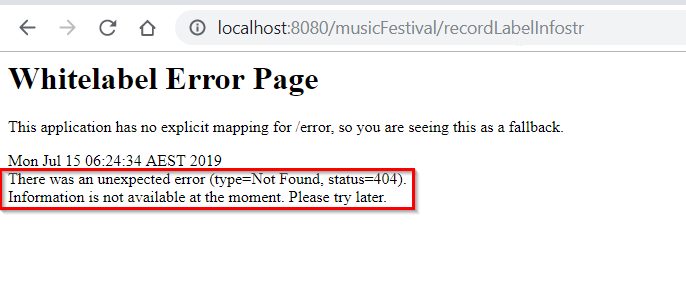 localhost:8080/musicFestival/recordLabelInfostr
Whitelabel Error Page
This application has no explicit mapping for /error, so you are seeing this as a fallback.
Mon Jul 15 06:24:34 AEST 2019
There was an unexpected error (type=Not Found, status=404).
Information is not available at the moment. Please try later.